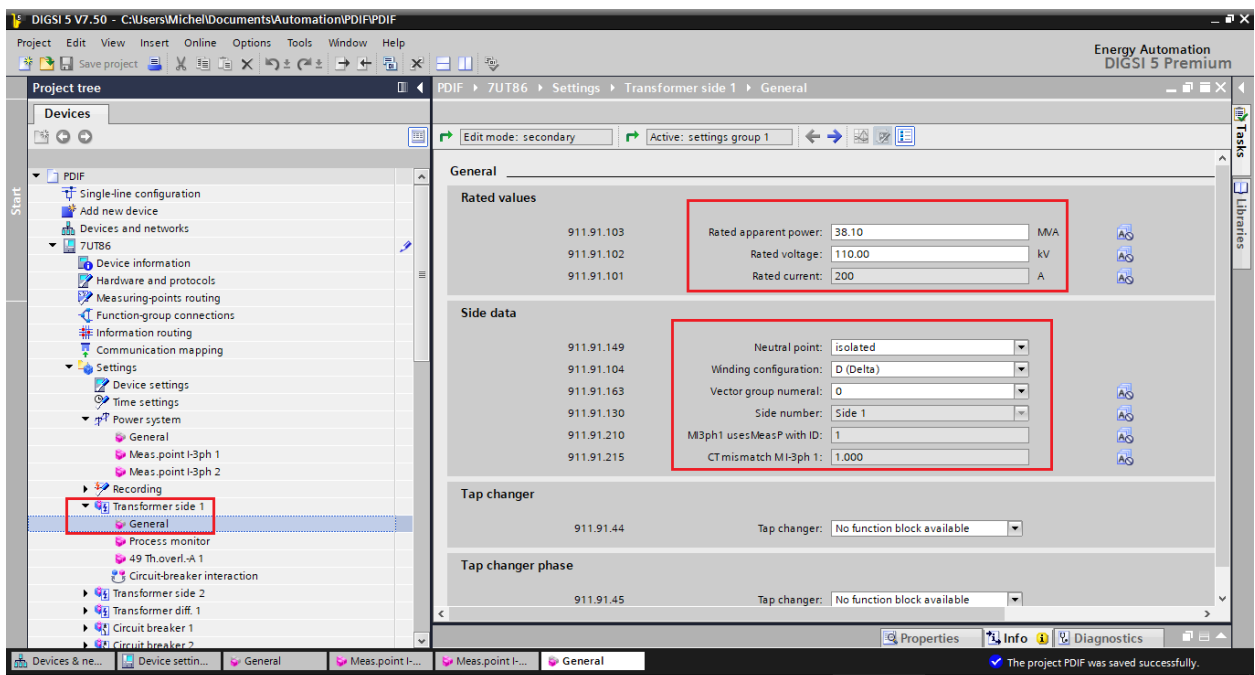 DIGSI 5 V7.50 - C:\Users\Michel\Documents\Automation\PDIF\PDIF
Project Edit View Insert Online Options Tools Window Help
Energy Automation
DIGSI 5 Premium
Save project
Project tree
PDIF 7UT86 Settings Transformer side 1 General
Devices
Edit mode: secondary
Active: settings group 1
Start
Tasks
Libraries
PDIF
Single-line configuration
Add new device
Devices and networks
7UT86
Device information
Hardware and protocols
Measuring-points routing
Function-group connections
Information routing
Communication mapping
Settings
Device settings
Time settings
Power system
General
Meas.point I-3ph 1
Meas.point I-3ph 2
Recording
Transformer side 1
General
Process monitor
49 Th.overl.-A 1
Circuit-breaker interaction
Transformer side 2
Transformer diff. 1
Circuit breaker 1
Circuit breaker 2
General
Rated values
911.91.103 Rated apparent power: 38.10 MVA
911.91.102 Rated voltage: 110.00 kV
911.91.101 Rated current: 200 A
Side data
911.91.149 Neutral point: isolated
911.91.104 Winding configuration: D (Delta)
911.91.163 Vector group numeral: 0
911.91.130 Side number: Side 1
911.91.210 MI3ph1 usesMeasP with ID: 1
911.91.215 CT mismatch M I-3ph 1: 1.000
Tap changer
911.91.44 Tap changer: No function block available
Tap changer phase
911.91.45 Tap changer: No function block available
Properties Info Diagnostics
Devices & ne... Device settin... General Meas.point I-... Meas.point I-... General
The project PDIF was saved successfully.